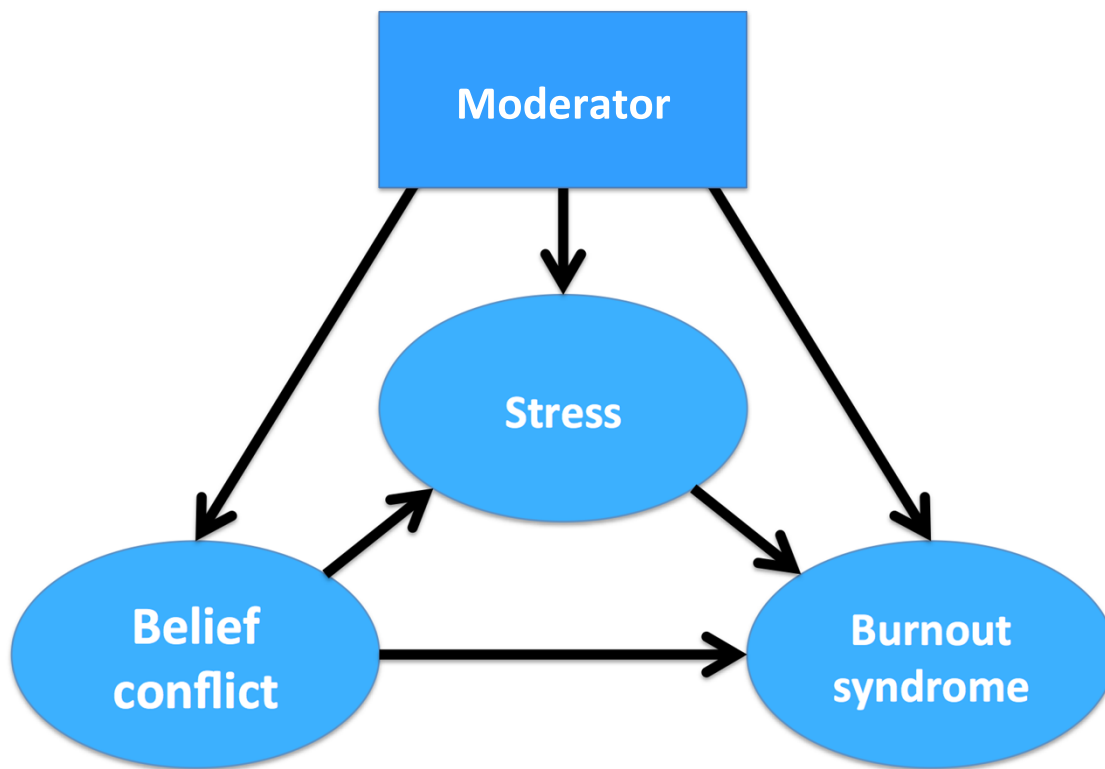 Moderator
Stress
Belief
conflict
Burnout
syndrome